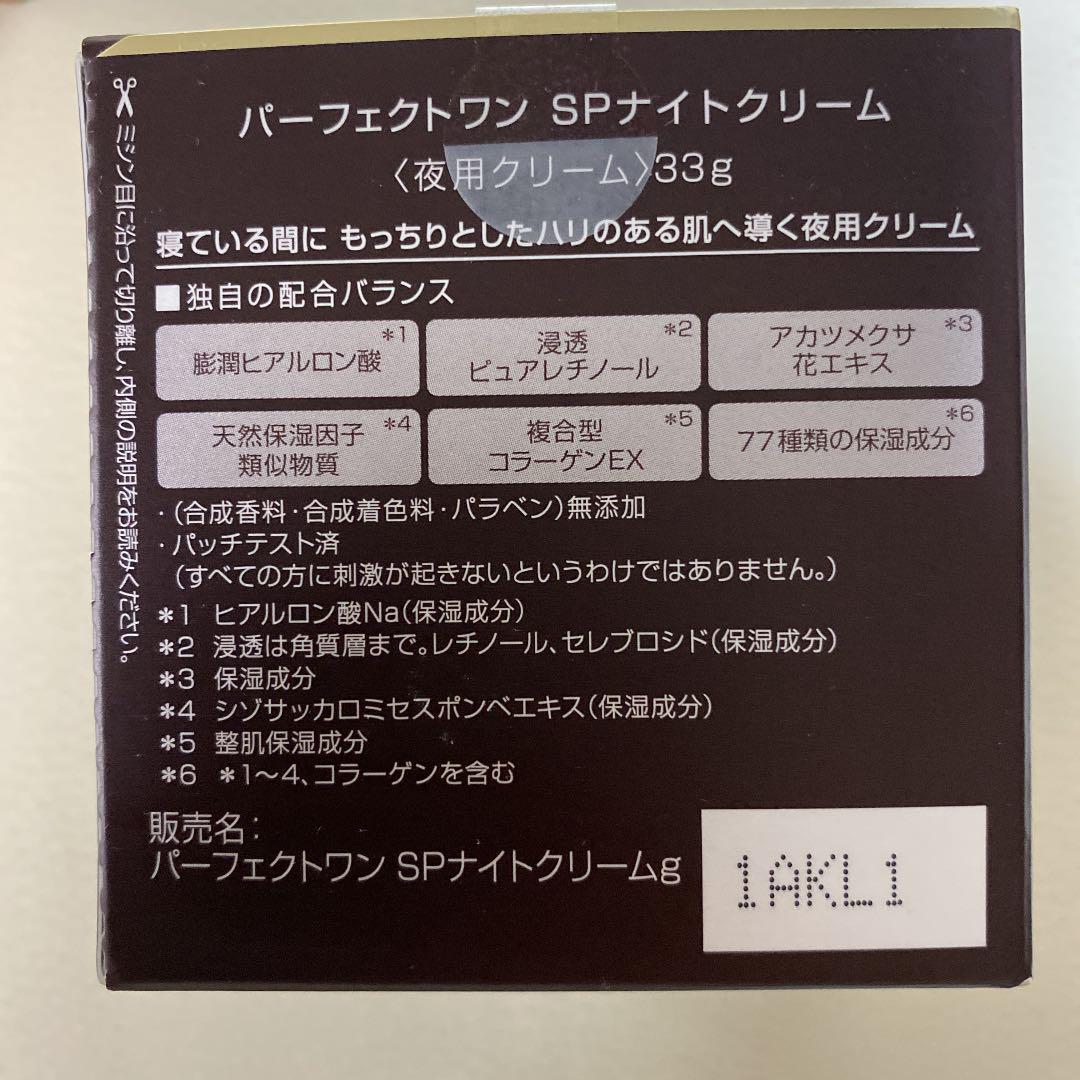 パーフェクトワン SPナイトクリーム
〈夜用クリーム〉33g
寝ている間に もっちりとしたハリのある肌へ導く夜用クリーム
■独自の配合バランス
膨潤ヒアルロン酸 *1
浸透 *2
ピュアレチノール
アカツメクサ *3
花エキス
天然保湿因子 *4
類似物質
複合型 *5
コラーゲンEX
77種類の保湿成分 *6
・(合成香料・合成着色料・パラベン)無添加
・パッチテスト済
(すべての方に刺激が起きないというわけではありません。)
*1 ヒアルロン酸Na(保湿成分)
*2 浸透は角質層まで。レチノール、セレブロシド(保湿成分)
*3 保湿成分
*4 シゾサッカロミセスポンベエキス(保湿成分)
*5 整肌保湿成分
*6 *1〜4、コラーゲンを含む
販売名:
パーフェクトワン SPナイトクリームg
1AKL1
ミシン目に沿って切り離し、内側の説明をお読みください。